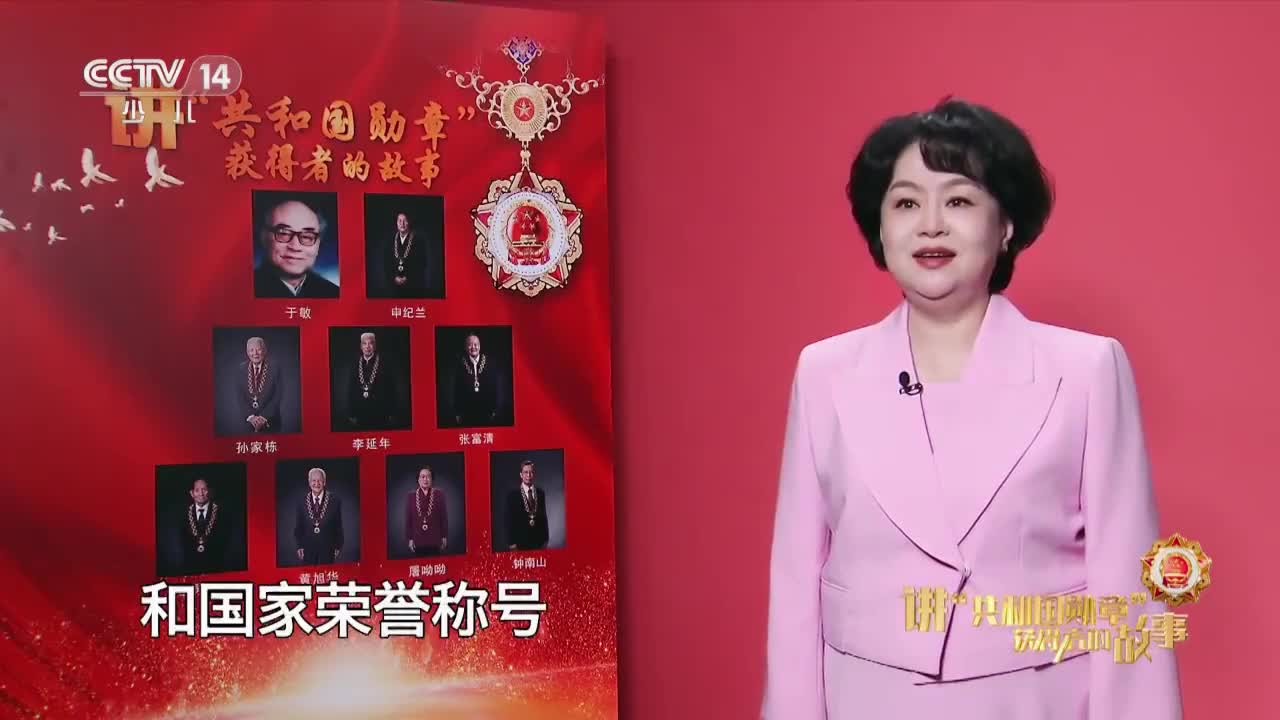 CCTV 14
少儿
讲“共和国勋章”
获得者的故事
于敏
申纪兰
孙家栋
李延年
张富清
黄旭华
屠呦呦
钟南山
和国家荣誉称号
讲“共和国勋章”
获得者的故事